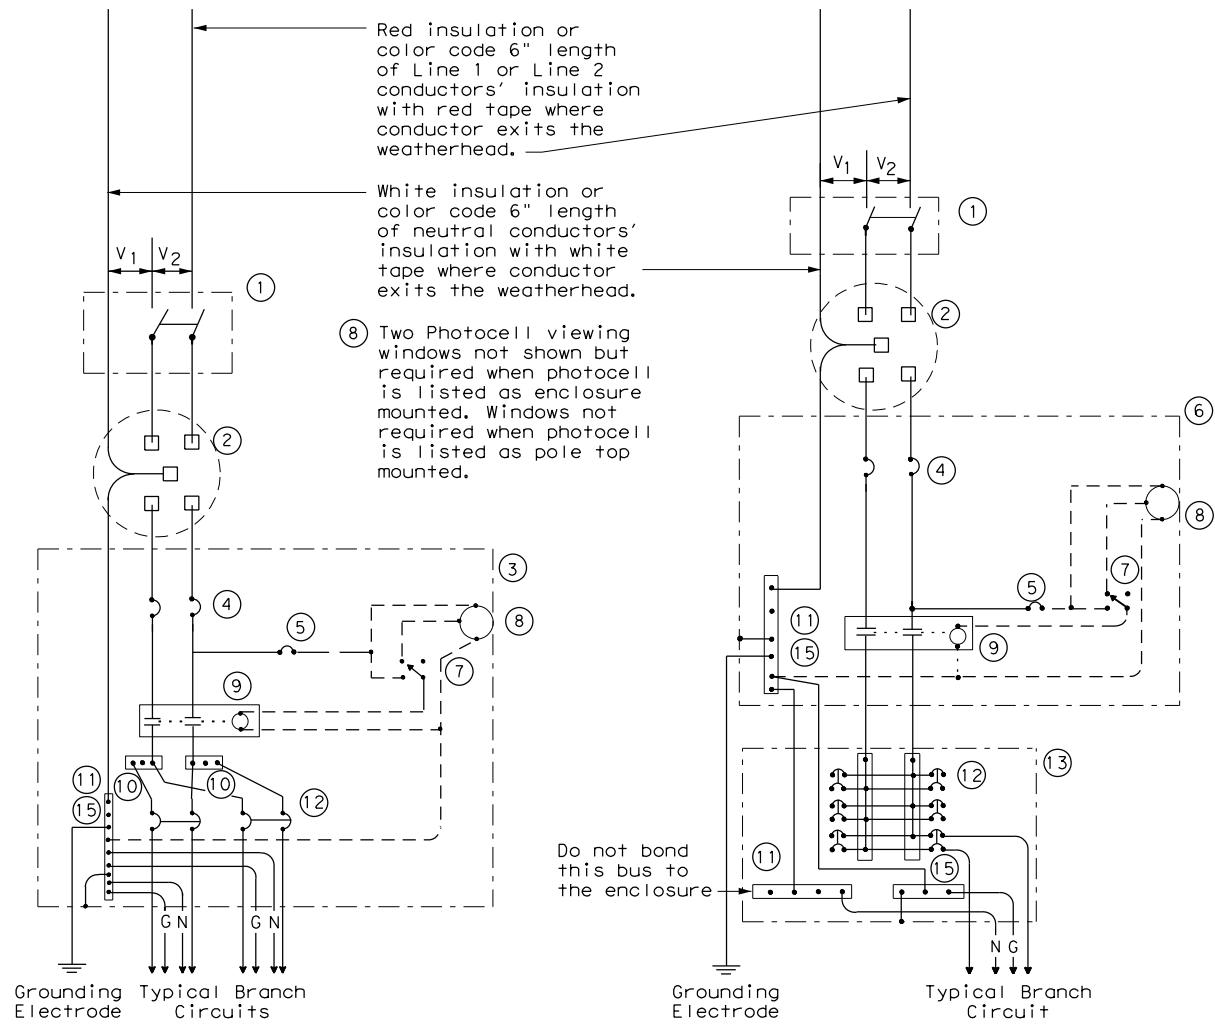 Red insulation or
color code 6" length
of Line 1 or Line 2
conductors' insulation
with red tape where
conductor exits the
weatherhead.
White insulation or
color code 6" length
of neutral conductors'
insulation with white
tape where conductor
exits the weatherhead.
8 Two Photocell viewing
windows not shown but
required when photocell
is listed as enclosure
mounted. Windows not
required when photocell
is listed as pole top
mounted.
V1 V2
1
2
3
4
5
8
7
9
10 10
11
15
12
G N G N
Grounding
Electrode
Typical Branch
Circuits
V1 V2
1
2
6
4
8
7
5
11
15
9
13
12
11
15
Do not bond
this bus to
the enclosure
N G
Grounding
Electrode
Typical Branch
Circuit